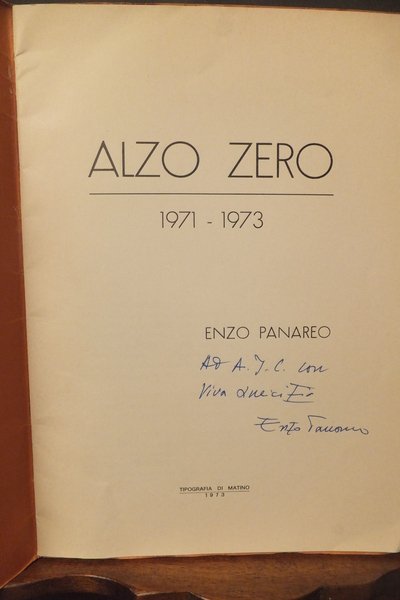 ALZO ZERO
1971 - 1973
ENZO PANAREO
Ad A. J. C. con
viva amicizia
Enzo Panareo
TIPOGRAFIA DI MATINO
1973